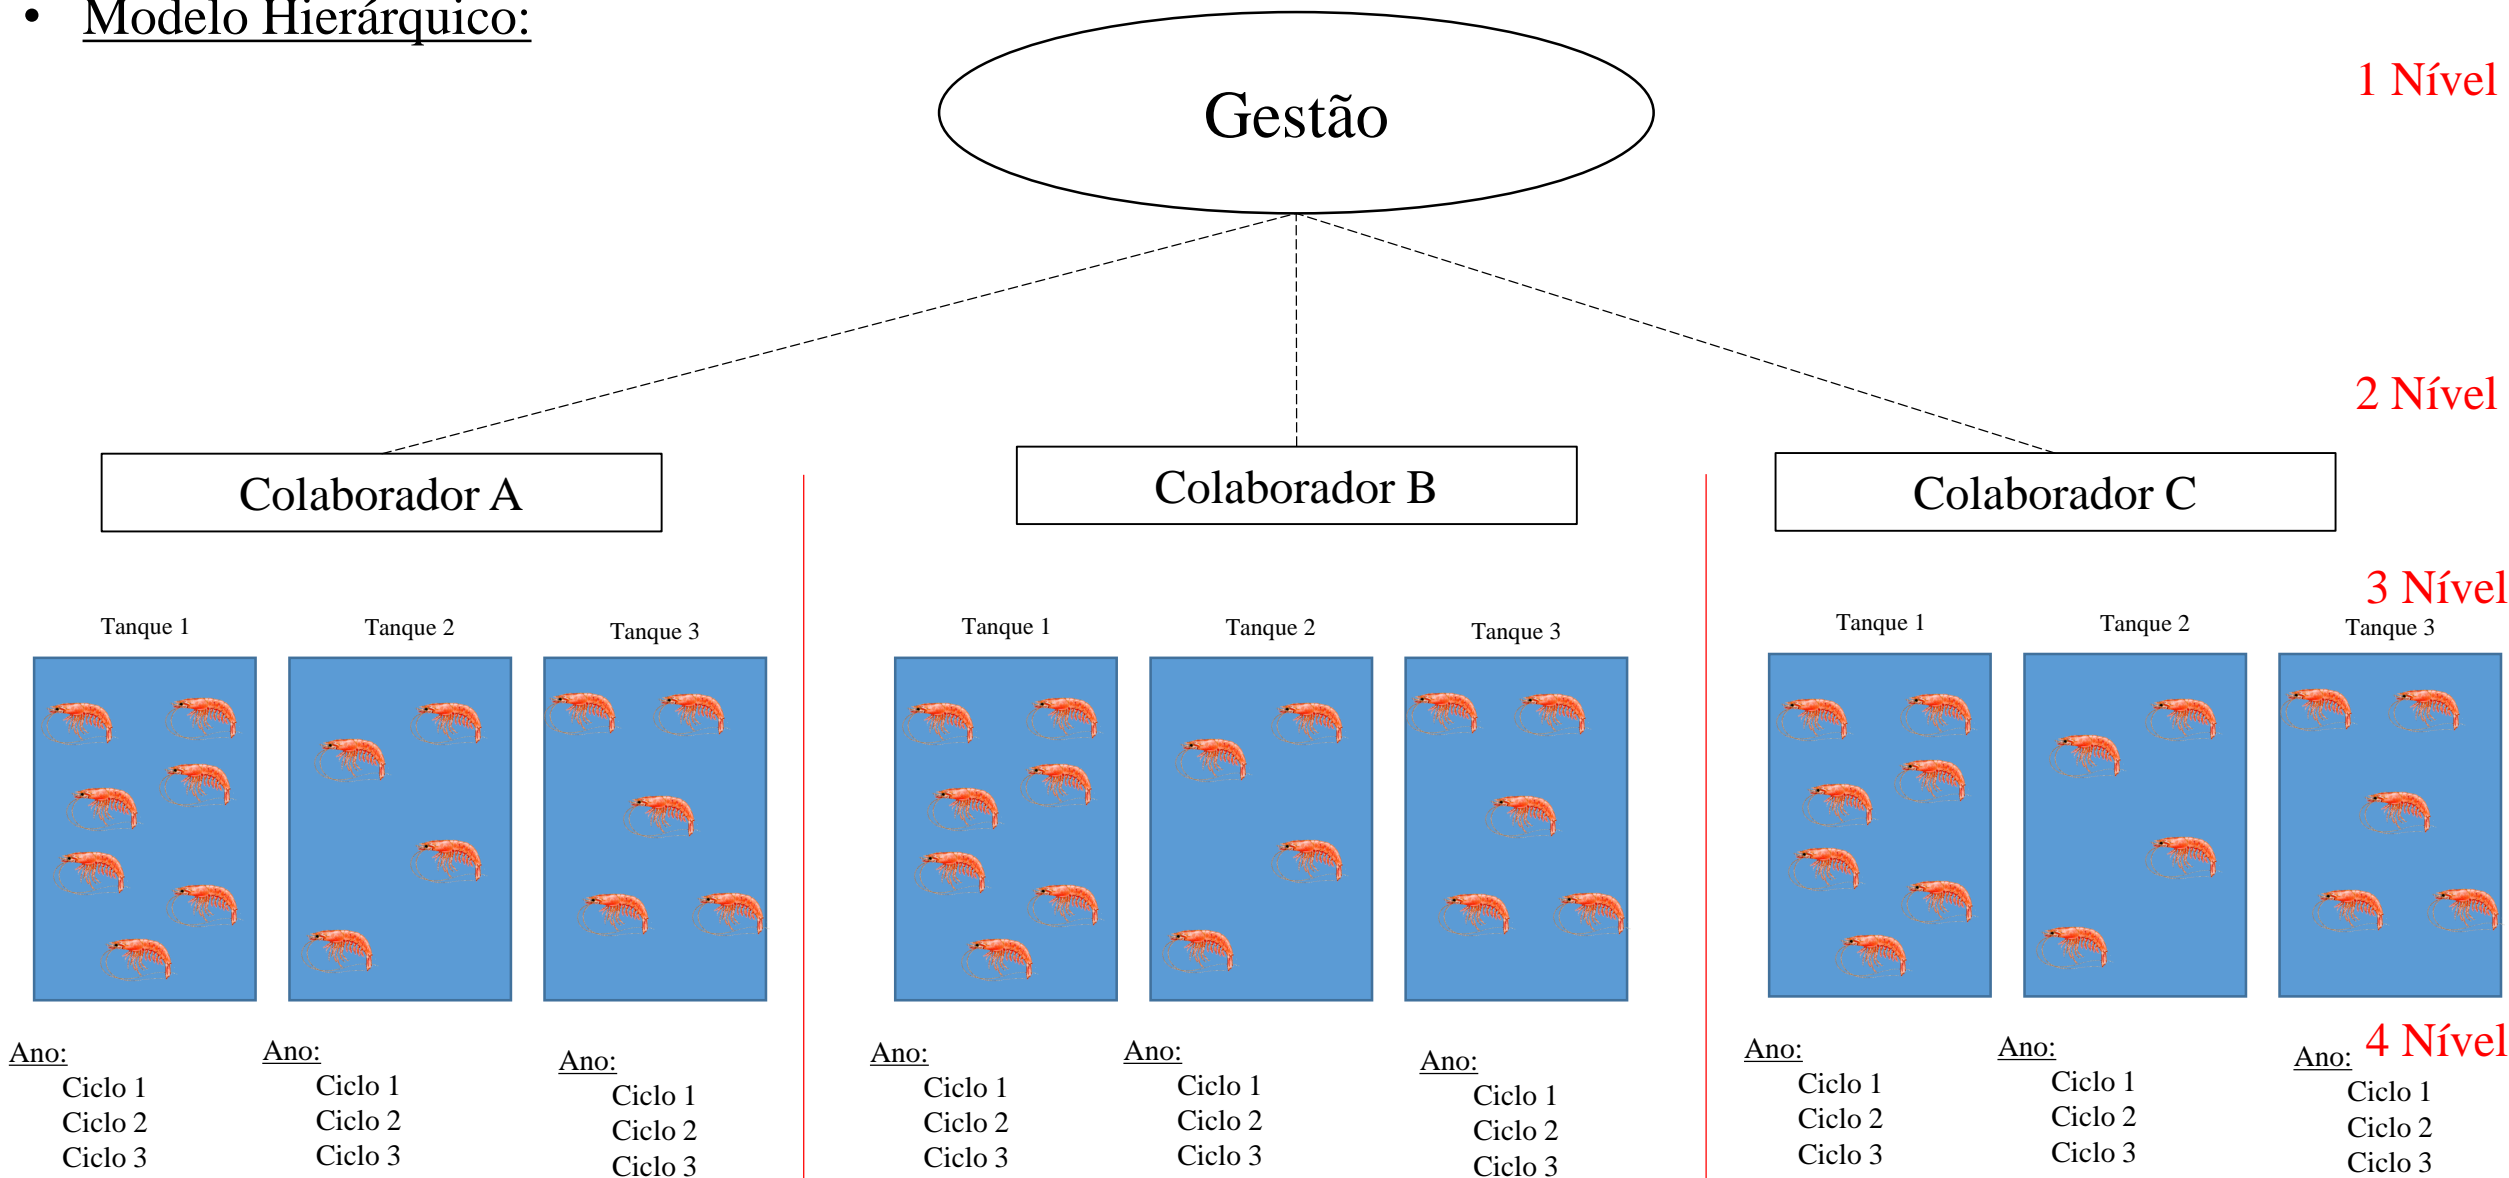 • Modelo Hierárquico:
Gestão
1 Nível
2 Nível
Colaborador A
Colaborador B
Colaborador C
3 Nível
Tanque 1
Tanque 2
Tanque 3
Tanque 1
Tanque 2
Tanque 3
Tanque 1
Tanque 2
Tanque 3
4 Nível
Ano:
Ciclo 1
Ciclo 2
Ciclo 3
Ano:
Ciclo 1
Ciclo 2
Ciclo 3
Ano:
Ciclo 1
Ciclo 2
Ciclo 3
Ano:
Ciclo 1
Ciclo 2
Ciclo 3
Ano:
Ciclo 1
Ciclo 2
Ciclo 3
Ano:
Ciclo 1
Ciclo 2
Ciclo 3
Ano:
Ciclo 1
Ciclo 2
Ciclo 3
Ano:
Ciclo 1
Ciclo 2
Ciclo 3
Ano:
Ciclo 1
Ciclo 2
Ciclo 3